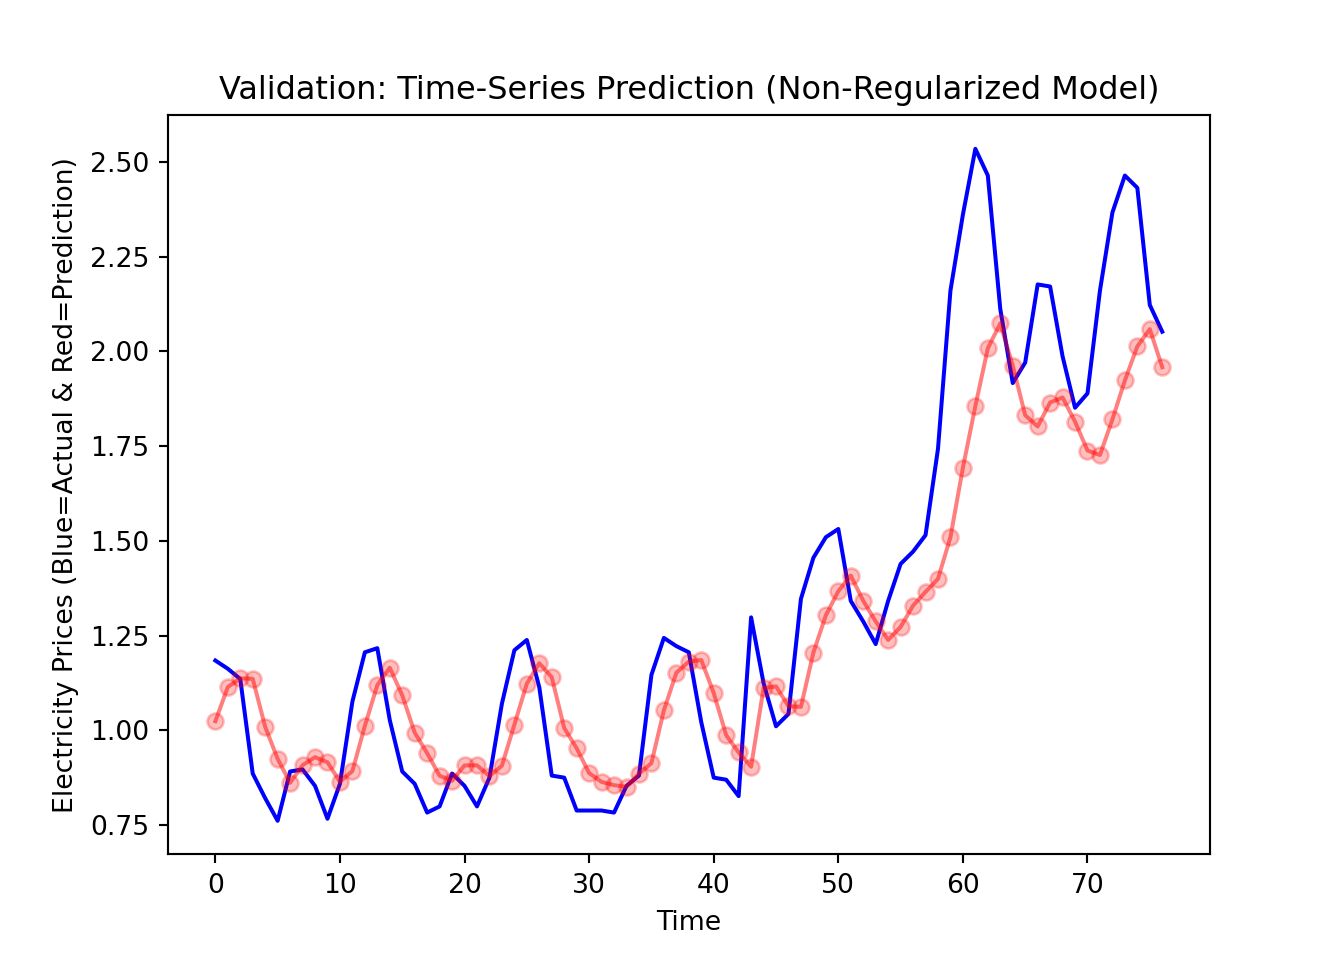 Validation: Time-Series Prediction (Non-Regularized Model)
Electricity Prices (Blue=Actual & Red=Prediction)
2.50
2.25
2.00
1.75
1.50
1.25
1.00
0.75
0 10 20 30 40 50 60 70
Time